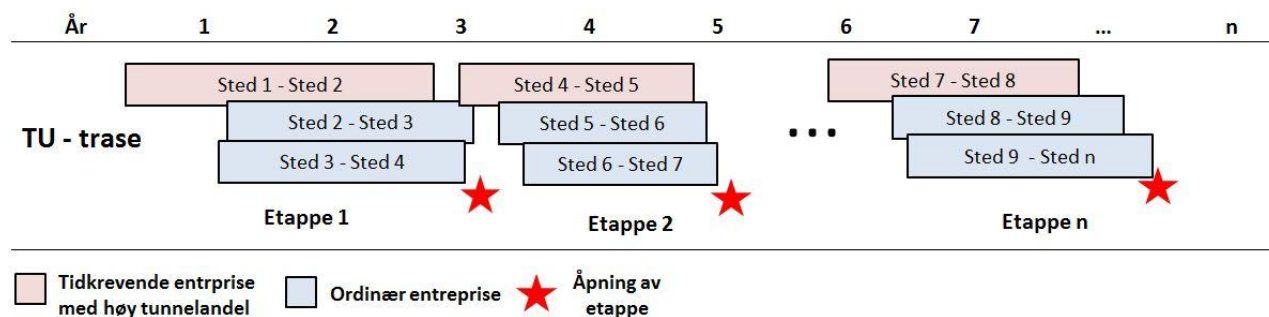 År 1 2 3 4 5 6 7 ... n
Sted 1 - Sted 2 Sted 4 - Sted 5 Sted 7 - Sted 8
Sted 2 - Sted 3 Sted 5 - Sted 6 Sted 8 - Sted 9
TU - trase ...
Sted 3 - Sted 4 Sted 6 - Sted 7 Sted 9 - Sted n
Etappe 1 Etappe 2 Etappe n
Tidkrevende entrprise
med høy tunnelandel
Ordinær entreprise
Åpning av
etappe